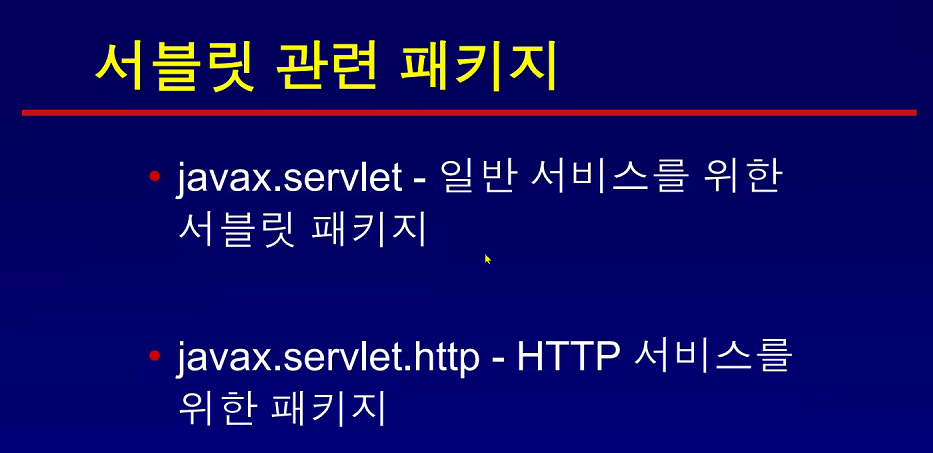 서블릿 관련 패키지
• javax.servlet - 일반 서비스를 위한
서블릿 패키지
• javax.servlet.http - HTTP 서비스를
위한 패키지